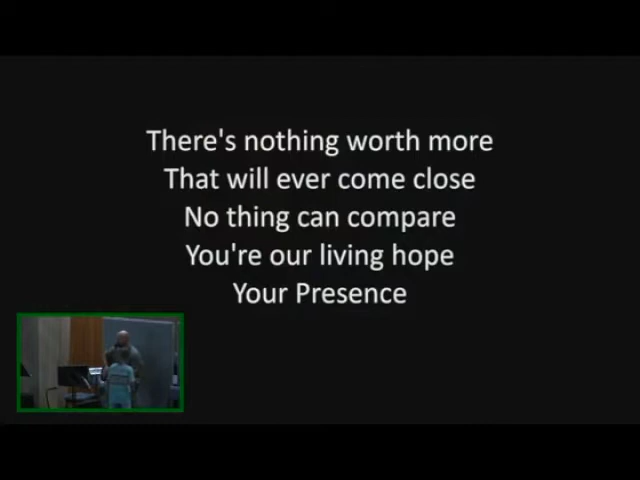 There's nothing worth more
That will ever come close
No thing can compare
You're our living hope
Your Presence